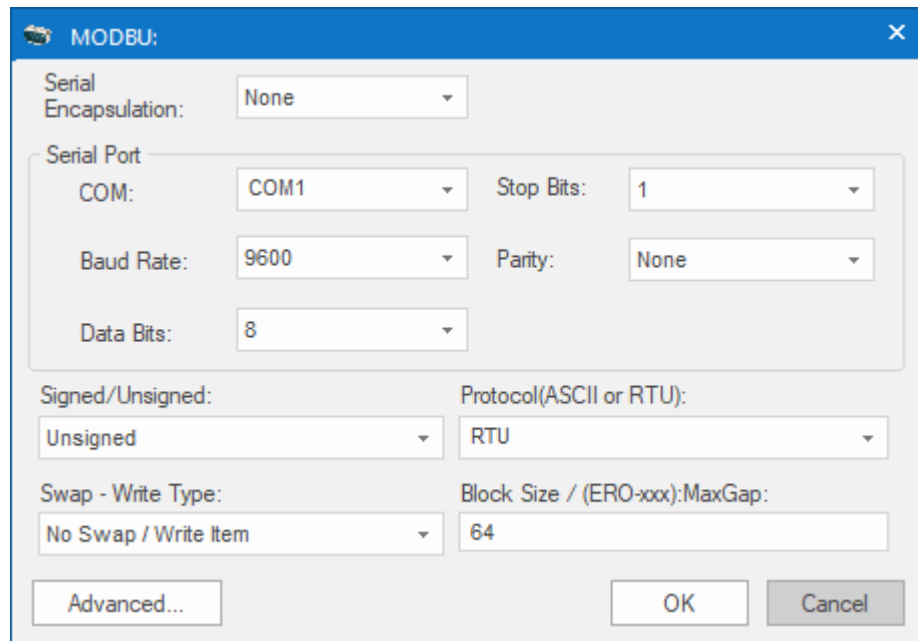 MODBU:
Serial
Encapsulation:
None
Serial Port
COM:
COM1
Stop Bits:
1
Baud Rate:
9600
Parity:
None
Data Bits:
8
Signed/Unsigned:
Protocol(ASCII or RTU):
Unsigned
RTU
Swap - Write Type:
Block Size / (ERO-xxx):MaxGap:
No Swap / Write Item
64
Advanced...
OK
Cancel